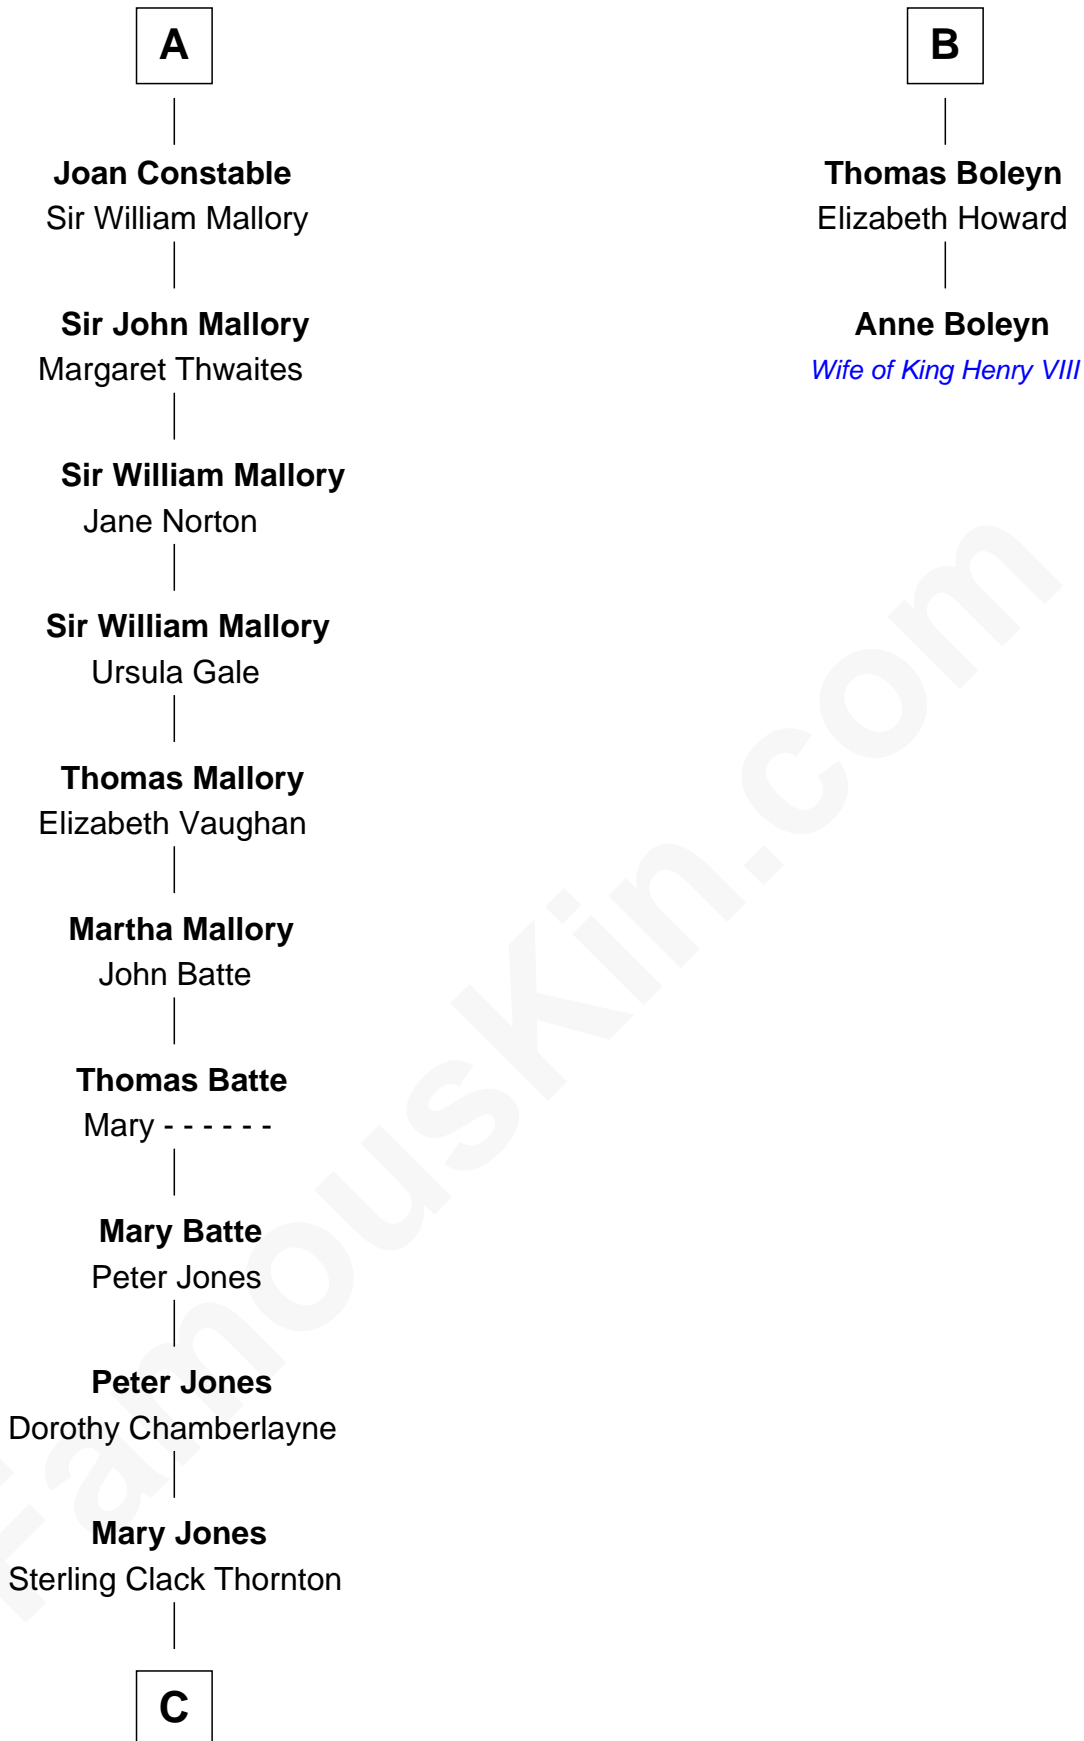 A
Joan Constable
Sir William Mallory
Sir John Mallory
Margaret Thwaites
Sir William Mallory
Jane Norton
Sir William Mallory
Ursula Gale
Thomas Mallory
Elizabeth Vaughan
Martha Mallory
John Batte
Thomas Batte
Mary - - - - - -
Mary Batte
Peter Jones
Peter Jones
Dorothy Chamberlayne
Mary Jones
Sterling Clack Thornton
C
B
Thomas Boleyn
Elizabeth Howard
Anne Boleyn
Wife of King Henry VIII
FamousKin.com